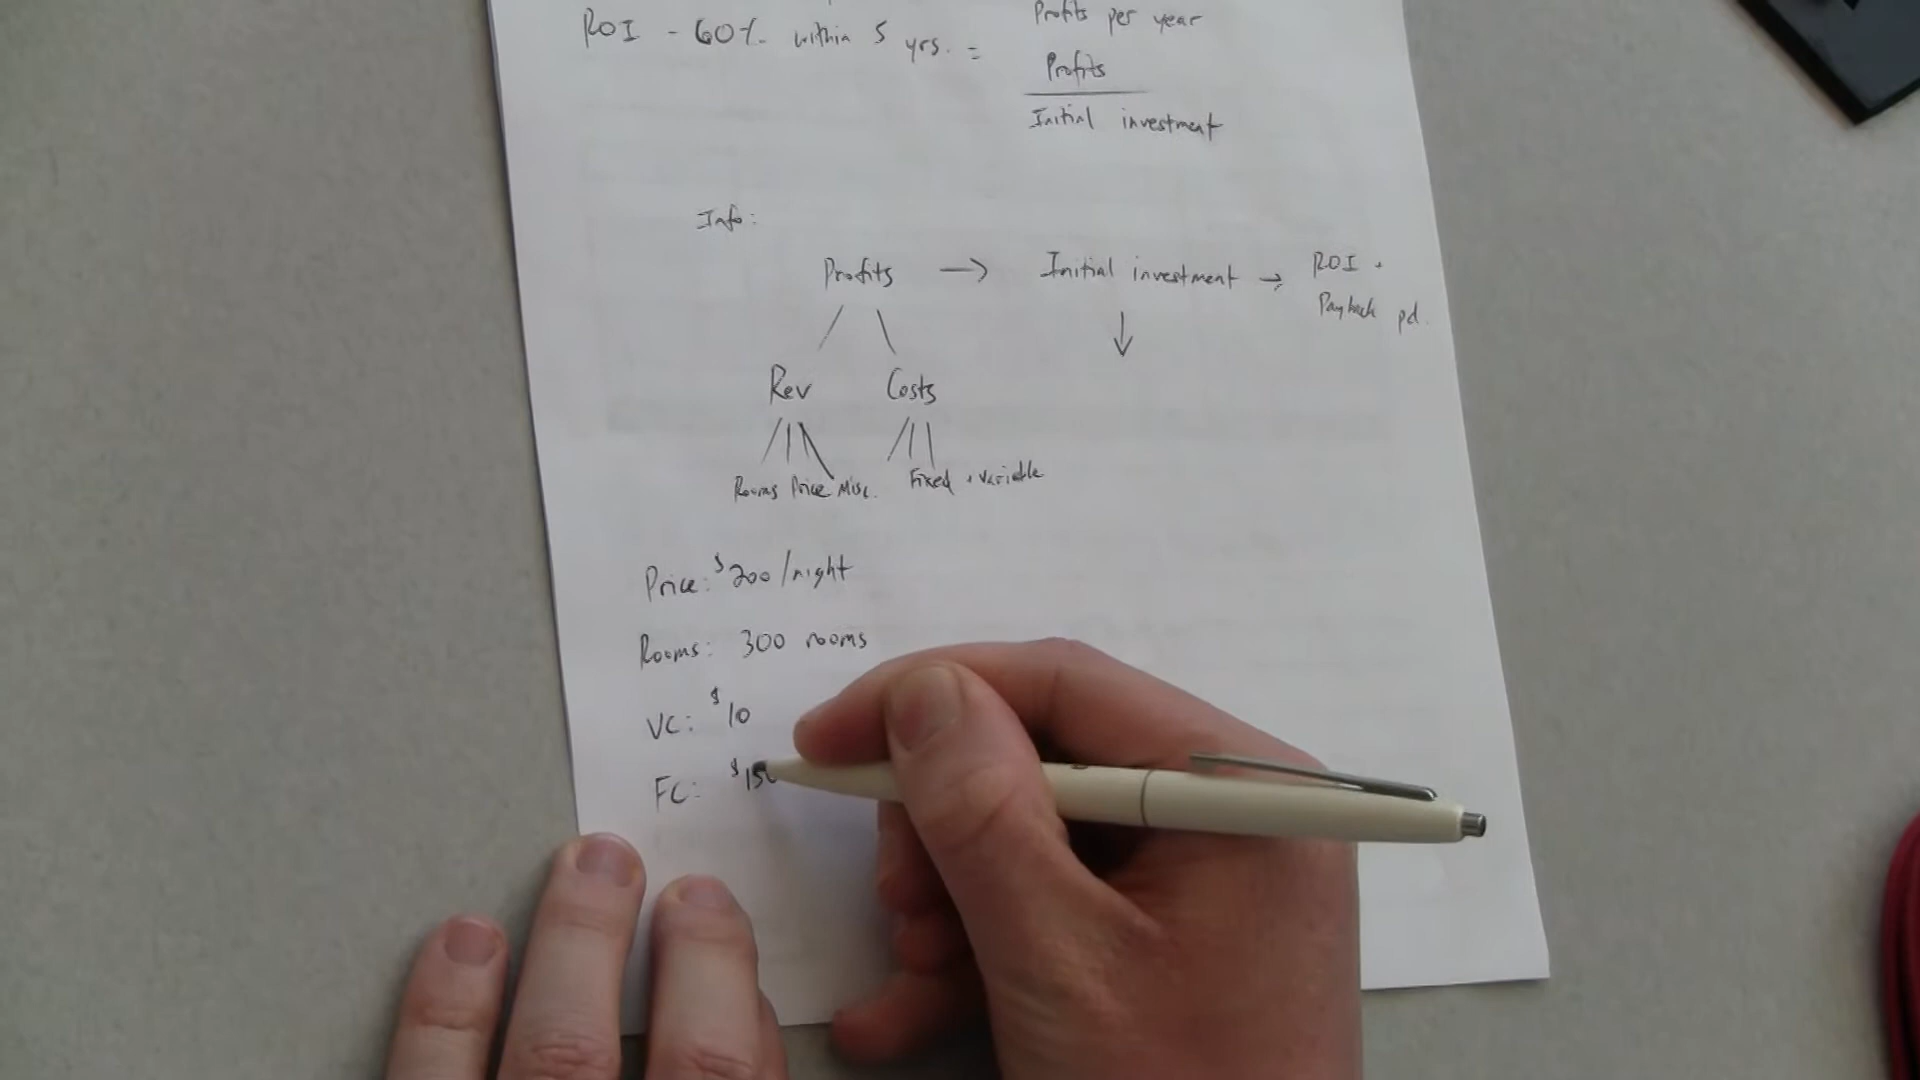 Profits per year
ROI - 60% within 5 yrs. =
Profits
Initial investment
Info:
Profits → Initial investment → ROI +
Payback pd.
↓
Rev Costs
Rooms Price Misc. Fixed + variable
Price: $200/night
Rooms: 300 rooms
VC: $10
FC: $150